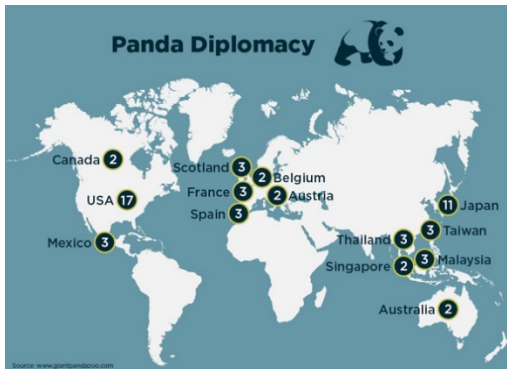 Panda Diplomacy
Canada 2
USA 17
Mexico 3
Scotland 3
2 Belgium
France 3
2 Austria
Spain 3
11 Japan
3 Taiwan
Thailand 3
3 Malaysia
Singapore 2
Australia 2
Source: www.giantpandazoo.com